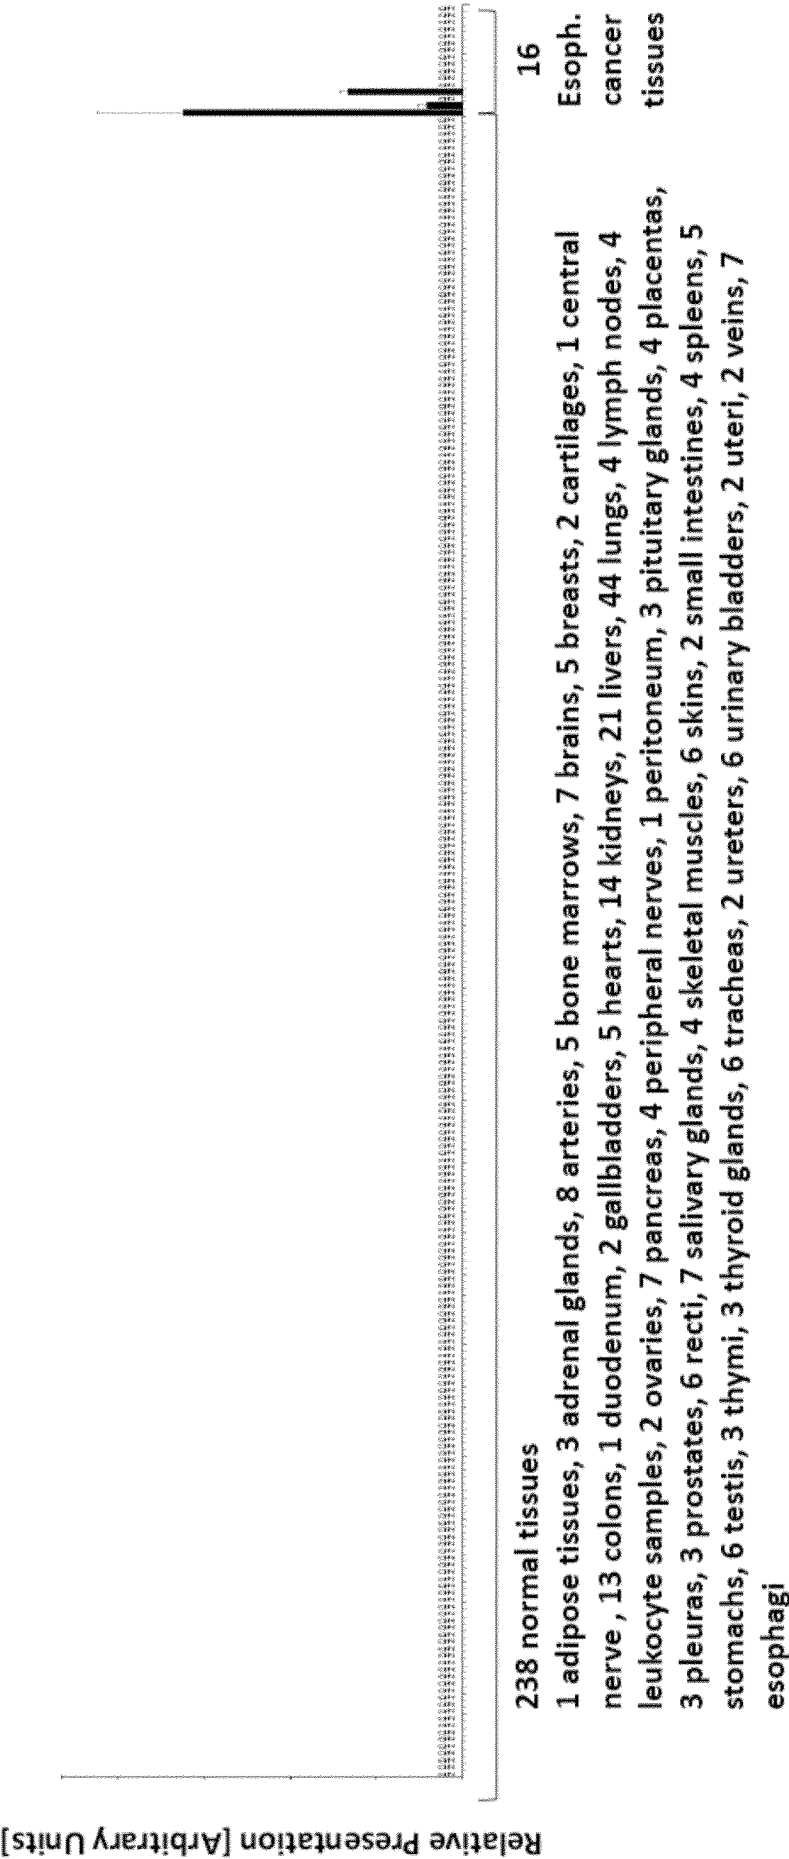 Relative Presentation [Arbitrary Units]
238 normal tissues
1 adipose tissues, 3 adrenal glands, 8 arteries, 5 bone marrows, 7 brains, 5 breasts, 2 cartilages, 1 central
nerve , 13 colons, 1 duodenum, 2 gallbladders, 5 hearts, 14 kidneys, 21 livers, 44 lungs, 4 lymph nodes, 4
leukocyte samples, 2 ovaries, 7 pancreas, 4 peripheral nerves, 1 peritoneum, 3 pituitary glands, 4 placentas,
3 pleuras, 3 prostates, 6 recti, 7 salivary glands, 4 skeletal muscles, 6 skins, 2 small intestines, 4 spleens, 5
stomachs, 6 testis, 3 thymi, 3 thyroid glands, 6 tracheas, 2 ureters, 6 urinary bladders, 2 uteri, 2 veins, 7
esophagi
16
Esoph.
cancer
tissues